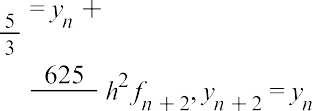 5/3 = y_n +
625 h^2 f_{n+2}, y_{n+2} = y_n